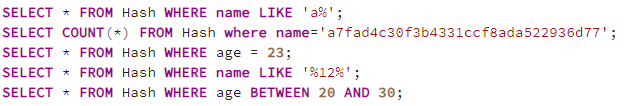 SELECT * FROM Hash WHERE name LIKE 'a%';
SELECT COUNT(*) FROM Hash where name='a7fad4c30f3b4331ccf8ada522936d77';
SELECT * FROM Hash WHERE age = 23;
SELECT * FROM Hash WHERE name LIKE '%12%';
SELECT * FROM Hash WHERE age BETWEEN 20 AND 30;